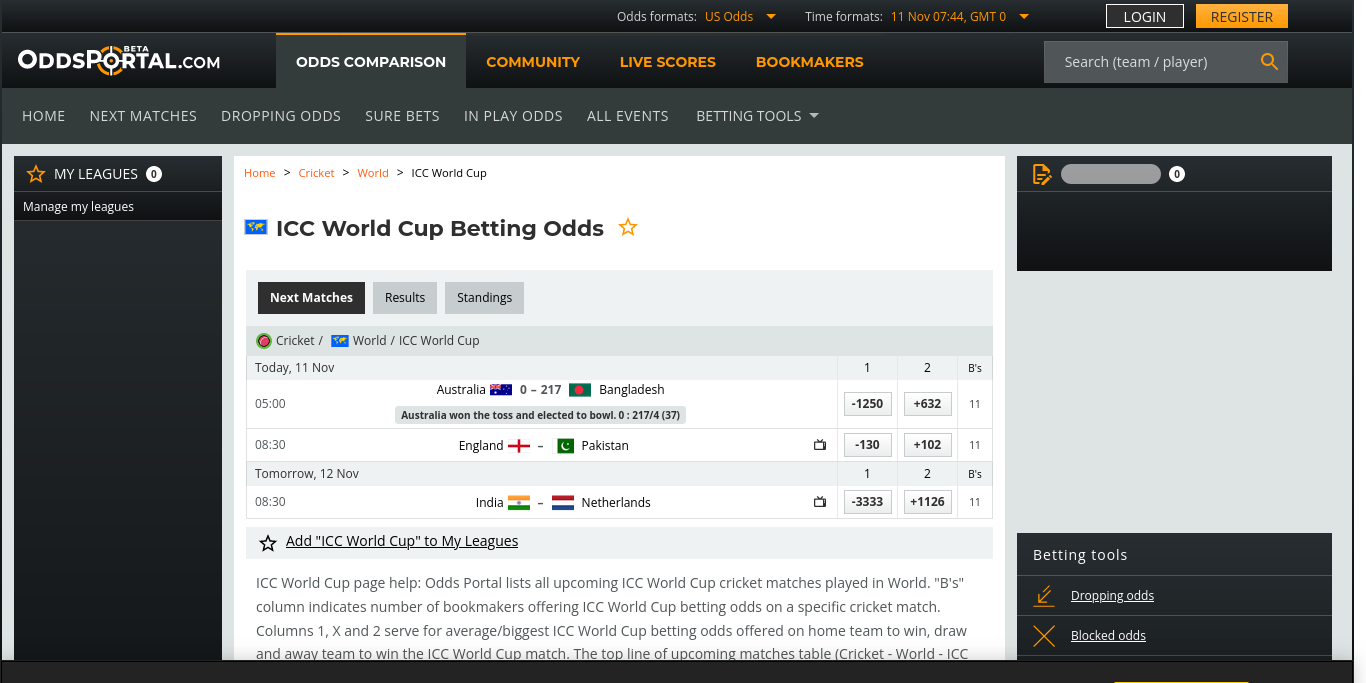 Odds formats: US Odds Time formats: 11 Nov 07:44, GMT 0 LOGIN REGISTER
ODDSPORTAL.COM BETA ODDS COMPARISON COMMUNITY LIVE SCORES BOOKMAKERS Search (team / player)
HOME NEXT MATCHES DROPPING ODDS SURE BETS IN PLAY ODDS ALL EVENTS BETTING TOOLS
MY LEAGUES 0
Manage my leagues
Home > Cricket > World > ICC World Cup
0
ICC World Cup Betting Odds
Next Matches Results Standings
Cricket / World / ICC World Cup
Today, 11 Nov 1 2 B's
05:00 Australia 0 – 217 Bangladesh -1250 +632 11
Australia won the toss and elected to bowl. 0 : 217/4 (37)
08:30 England – Pakistan -130 +102 11
Tomorrow, 12 Nov 1 2 B's
08:30 India – Netherlands -3333 +1126 11
Add "ICC World Cup" to My Leagues
ICC World Cup page help: Odds Portal lists all upcoming ICC World Cup cricket matches played in World. "B's"
column indicates number of bookmakers offering ICC World Cup betting odds on a specific cricket match.
Columns 1, X and 2 serve for average/biggest ICC World Cup betting odds offered on home team to win, draw
and away team to win the ICC World Cup match. The top line of upcoming matches table (Cricket - World - ICC
Betting tools
Dropping odds
Blocked odds